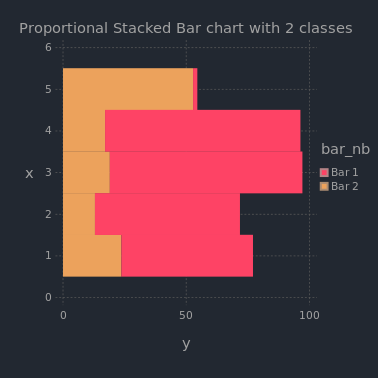 Proportional Stacked Bar chart with 2 classes
6
5
4
3
2
1
0
x
0 50 100
y
bar_nb
Bar 1
Bar 2